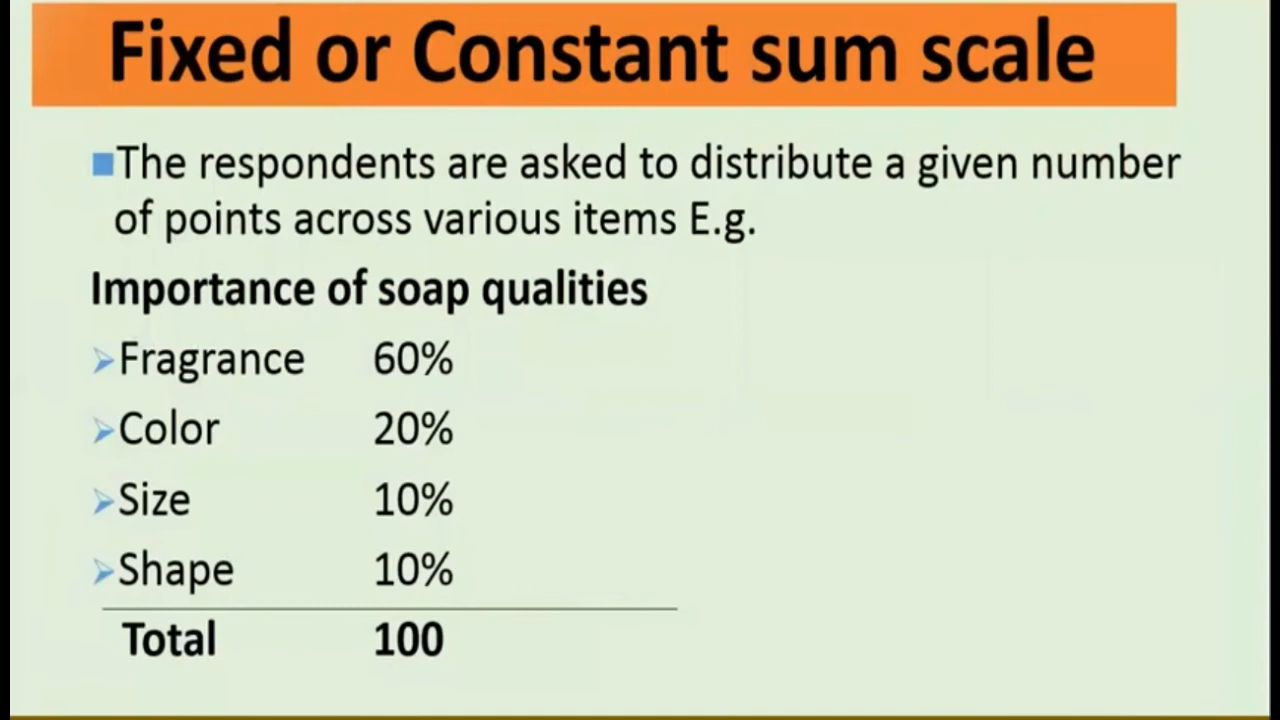 Fixed or Constant sum scale
The respondents are asked to distribute a given number
of points across various items E.g.
Importance of soap qualities
Fragrance 60%
Color 20%
Size 10%
Shape 10%
Total 100